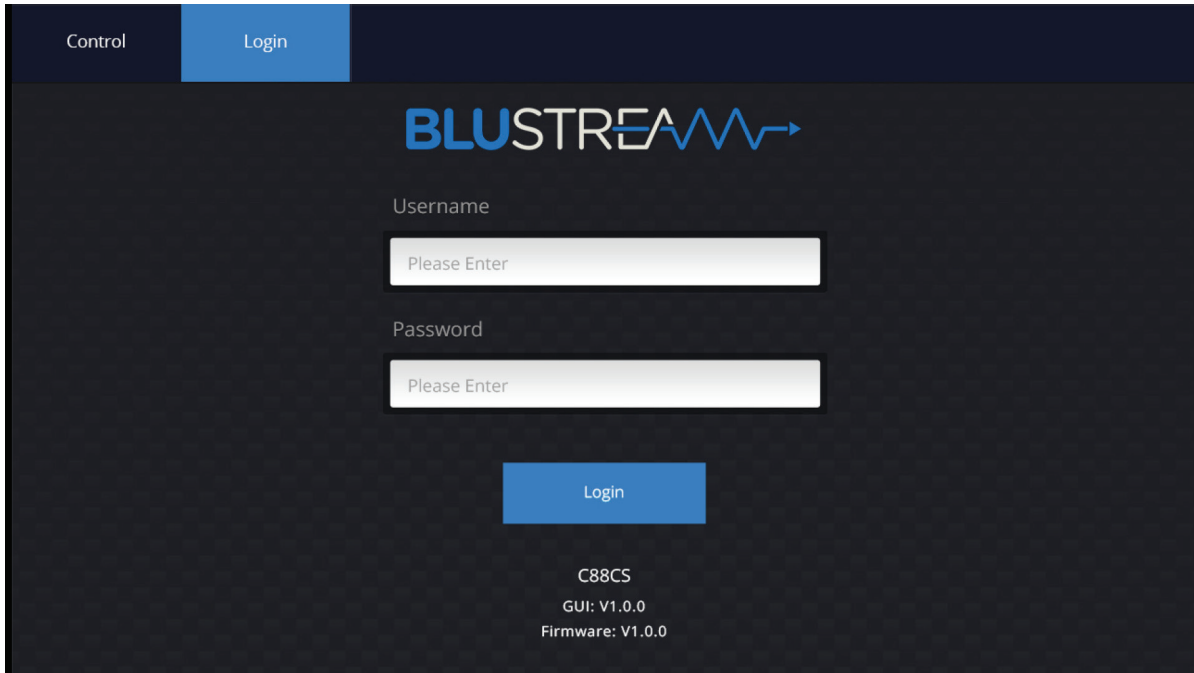 Control Login
BLUSTREAM
Username
Please Enter
Password
Please Enter
Login
C88CS
GUI: V1.0.0
Firmware: V1.0.0